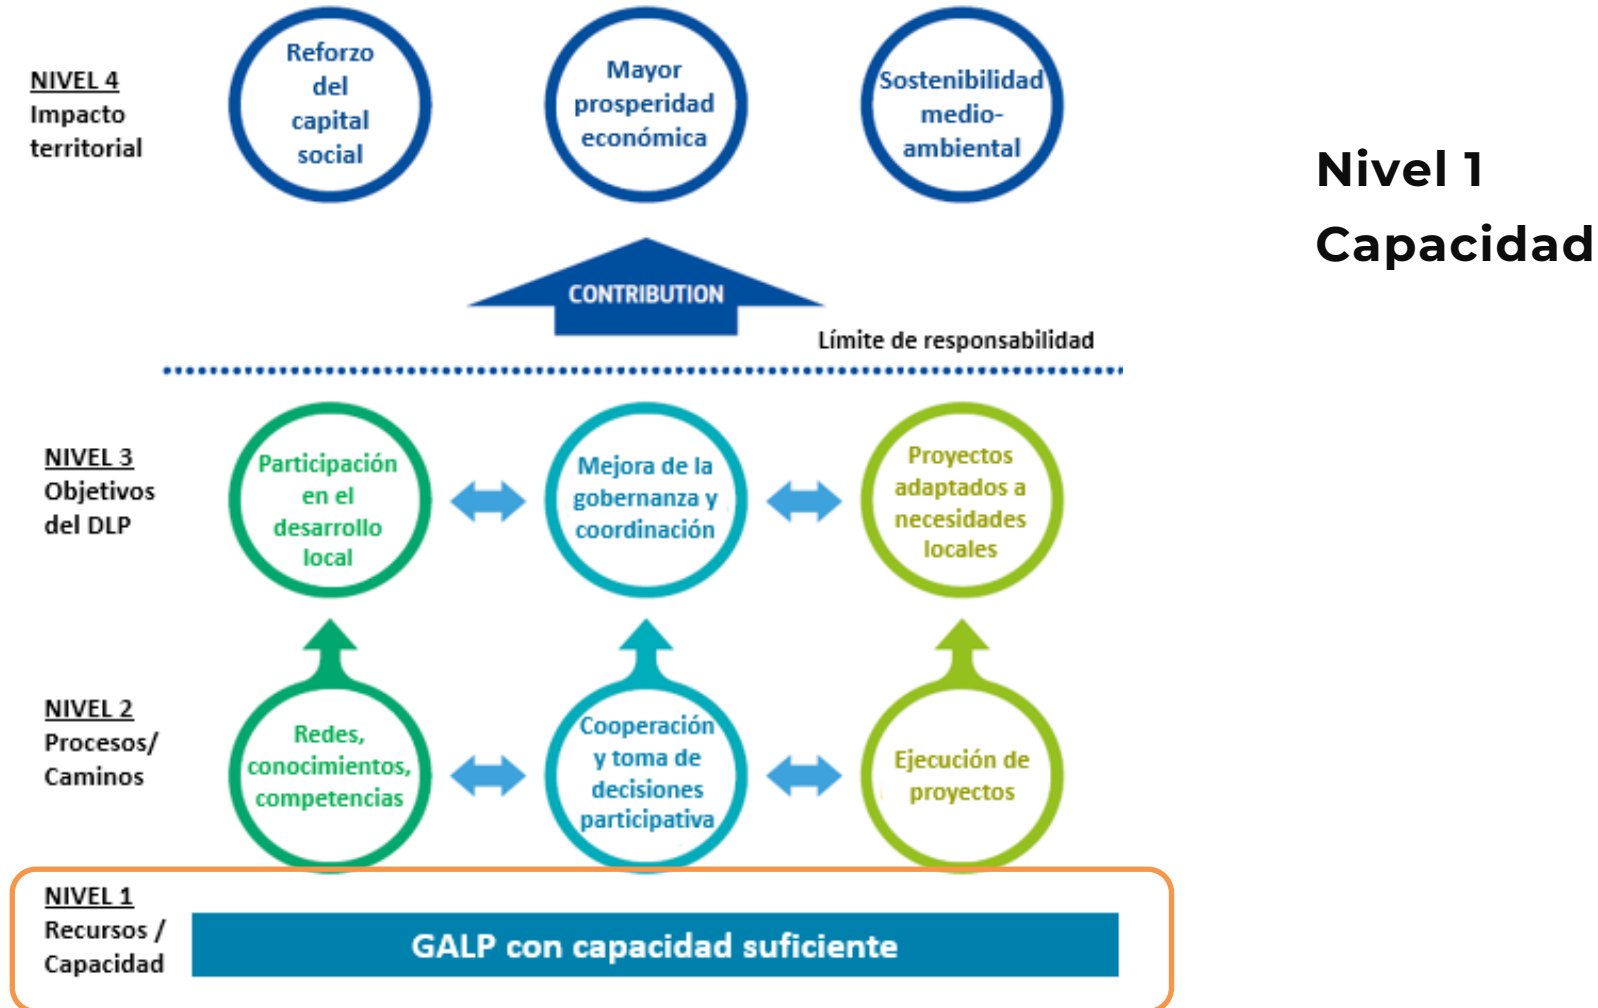 NIVEL 4
Impacto
territorial
Reforzo
del
capital
social
Mayor
prosperidad
económica
Sostenibilidad
medio-
ambiental
Nivel 1
Capacidad
CONTRIBUTION
Límite de responsabilidad
NIVEL 3
Objetivos
del DLP
Participación
en el
desarrollo
local
Mejora de la
gobernanza y
coordinación
Proyectos
adaptados a
necesidades
locales
NIVEL 2
Procesos/
Caminos
Redes,
conocimientos,
competencias
Cooperación
y toma de
decisiones
participativa
Ejecución de
proyectos
NIVEL 1
Recursos /
Capacidad
GALP con capacidad suficiente